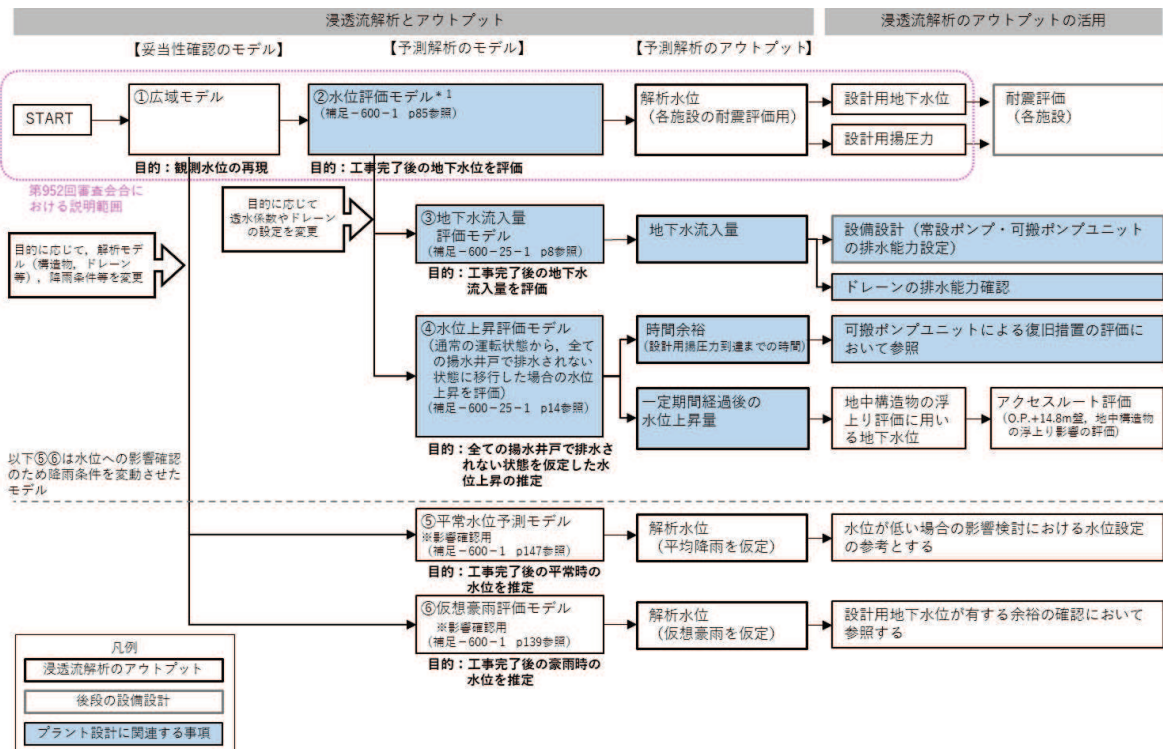 浸透流解析とアウトプット
浸透流解析のアウトプットの活用
【妥当性確認のモデル】
【予測解析のモデル】
【予測解析のアウトプット】
START
①広域モデル
目的：観測水位の再現
②水位評価モデル＊1
(補足－600－1 p85参照)
目的：工事完了後の地下水位を評価
解析水位
(各施設の耐震評価用)
設計用地下水位
設計用揚圧力
耐震評価
(各施設)
第952回審査会合に
おける説明範囲
目的に応じて，解析モデ
ル（構造物，ドレーン
等），降雨条件等を変更
目的に応じて
透水係数やドレーン
の設定を変更
③地下水流入量
評価モデル
(補足－600－25－1 p8参照)
目的：工事完了後の地下水
流入量を評価
地下水流入量
設備設計（常設ポンプ・可搬ポンプユニット
の排水能力設定）
ドレーンの排水能力確認
④水位上昇評価モデル
(通常の運転状態から，全て
の揚水井戸で排水されない
状態に移行した場合の水位
上昇を評価)
(補足－600－25－1 p14参照)
目的：全ての揚水井戸で排水さ
れない状態を仮定した水
位上昇の推定
時間余裕
(設計用揚圧力到達までの時間)
可搬ポンプユニットによる復旧措置の評価に
おいて参照
一定期間経過後の
水位上昇量
地中構造物の浮
上り評価に用い
る地下水位
アクセスルート評価
(O.P.+14.8m盤，地中構造物
の浮上り影響の評価)
以下⑤⑥は水位への影響確認
のため降雨条件を変動させた
モデル
⑤平常水位予測モデル
※影響確認用
(補足－600－1 p147参照)
目的：工事完了後の平常時の
水位を推定
解析水位
(平均降雨を仮定)
水位が低い場合の影響検討における水位設定
の参考とする
⑥仮想豪雨評価モデル
※影響確認用
(補足－600－1 p139参照)
目的：工事完了後の豪雨時の
水位を推定
解析水位
(仮想豪雨を仮定)
設計用地下水位が有する余裕の確認において
参照する
凡例
浸透流解析のアウトプット
後段の設備設計
プラント設計に関連する事項